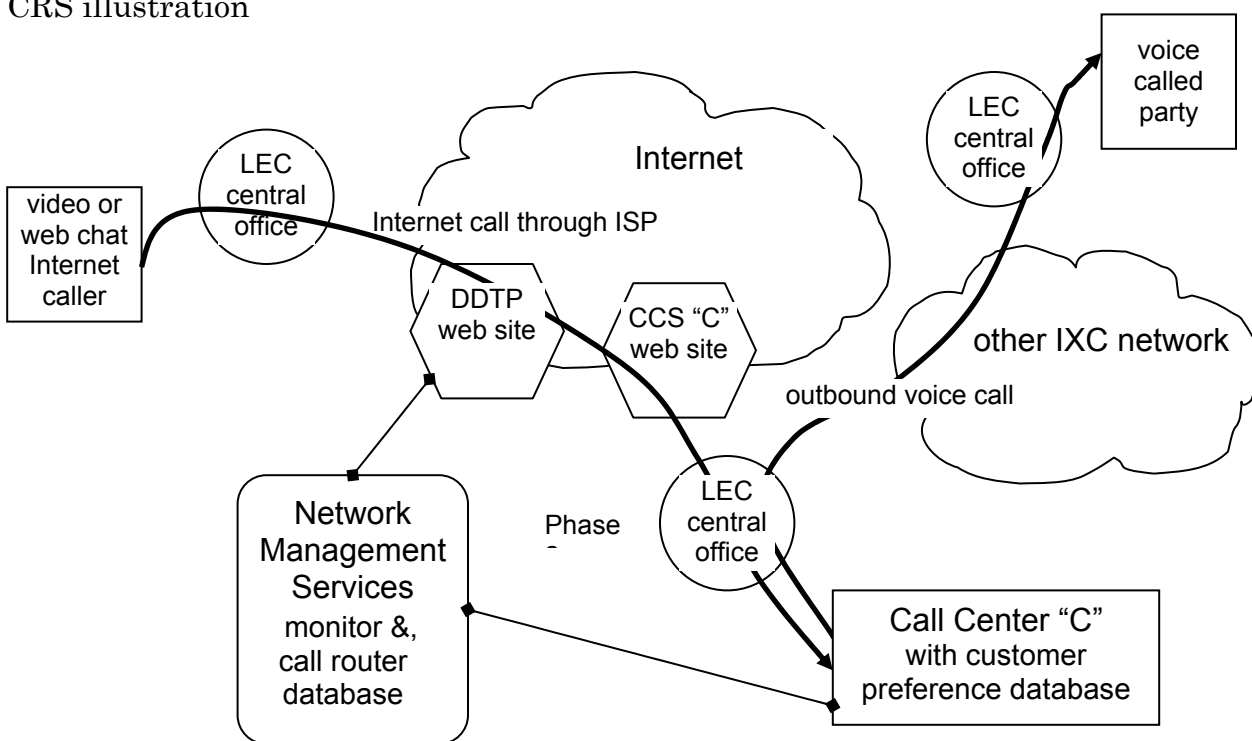 CRS illustration
voice
called
party
LEC
central
office
Internet
LEC
central
office
video or
web chat
Internet
caller
Internet call through ISP
DDTP
web site
CCS “C”
web site
other IXC network
outbound voice call
LEC
central
office
Phase
Network
Management
Services
monitor &,
call router
database
Call Center “C”
with customer
preference database